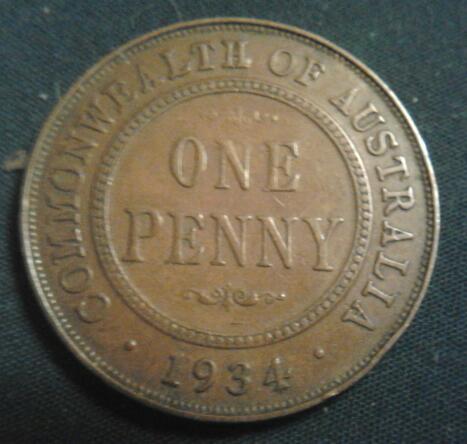 COMMONWEALTH OF AUSTRALIA
ONE
PENNY
· 1934 ·